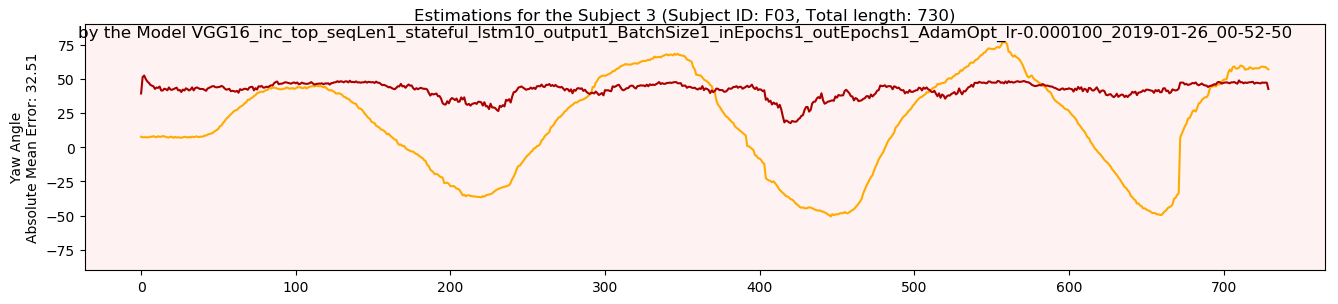 Estimations for the Subject 3 (Subject ID: F03, Total length: 730)
by the Model VGG16_inc_top_seqLen1_stateful_lstm10_output1_BatchSize1_inEpochs1_outEpochs1_AdamOpt_lr-0.000100_2019-01-26_00-52-50
Yaw Angle
Absolute Mean Error: 32.51
75
50
25
0
−25
−50
−75
0 100 200 300 400 500 600 700